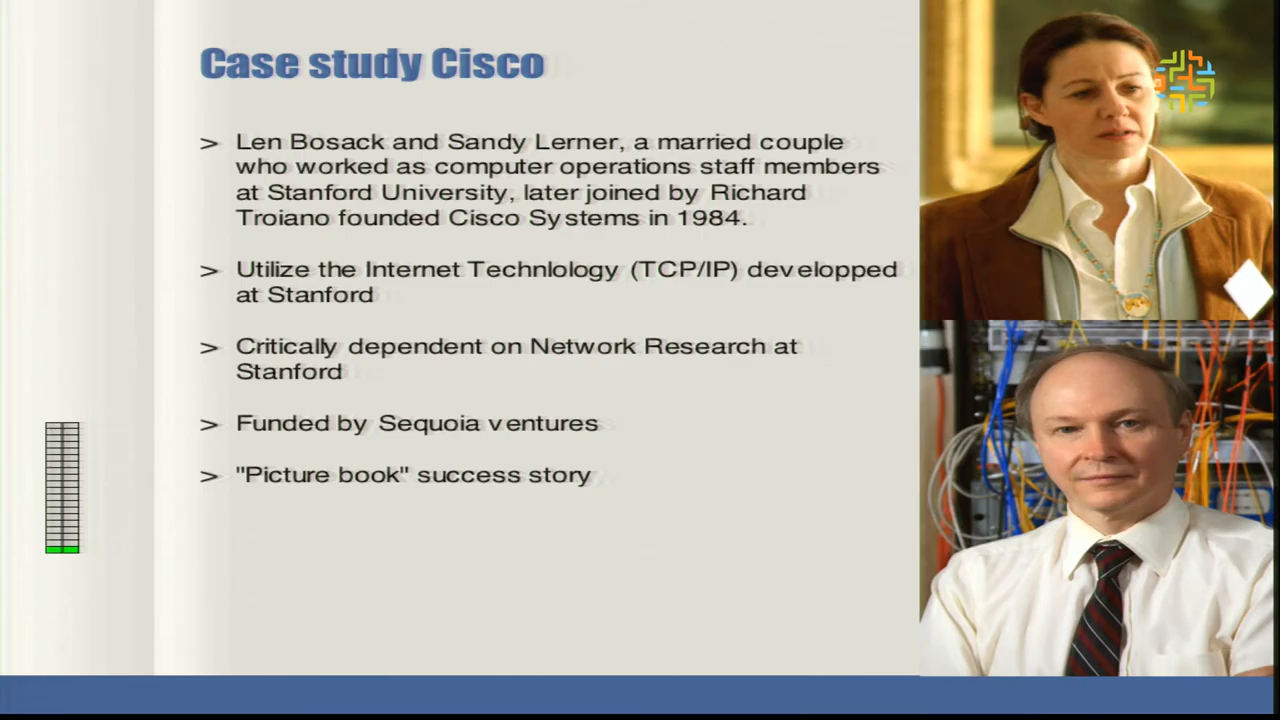 Case study Cisco
> Len Bosack and Sandy Lerner, a married couple
who worked as computer operations staff members
at Stanford University, later joined by Richard
Troiano founded Cisco Systems in 1984.
> Utilize the Internet Technlology (TCP/IP) developped
at Stanford
> Critically dependent on Network Research at
Stanford
> Funded by Sequoia ventures
> "Picture book" success story